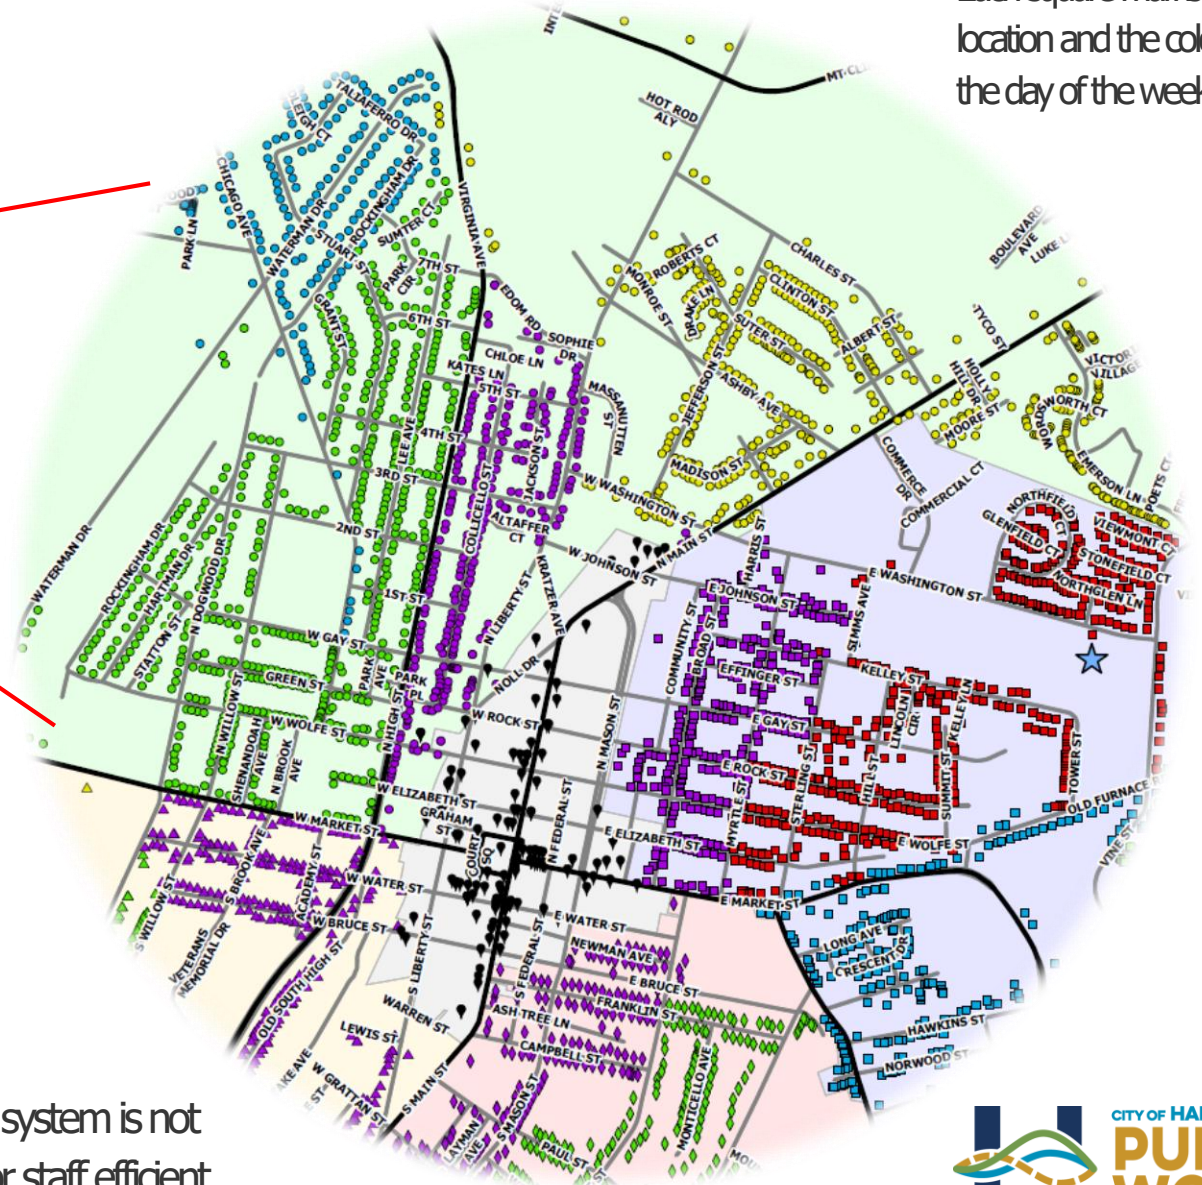 location and the col
the day of the week
MT CL
HOT ROD
ALY
TALIAFERRO DR
CHICAGO AVE
PARK LN
WATERMAN DR
STUART ST
ROCKINGHAM DR
SUMTER CT
PARK
CIR
7TH ST
VIRGINIA AVE
GRANT ST
6TH ST
EDOM RD
SOPHIE
DR
CHLOE LN
KATES LN
5TH ST
MASSANUTTEN
ST
4TH ST
LEE AVE
JACKSON ST
COLLICELLO ST
3RD ST
2ND ST
ALTAFFER
CT
1ST ST
BOULEVARD
AVE
LUKE L
CHARLES ST
ROBERTS CT
MONROE ST
DRAKE LN
CLINTON ST
SUTER ST
ALBERT ST
TYCO ST
JEFFERSON ST
ASHBY AVE
HOLLY
HILL DR
MOORE ST
VICTORI
VILLAGE
WORDSWORTH CT
EMERSON LN
POETS CT
MADISON ST
W WASHINGTON ST
N MAIN ST
W JOHNSON ST
COMMERCE
DR
COMMERCIAL CT
NORTHFIELD
CT
GLENFIELD CT
VIEWMONT CT
STONEFIELD CT
NORTHGLEN LN
WATERMAN DR
ROCKINGHAM DR
HARTMAN DR
STATTON ST
N DOGWOOD DR
KRATZER AVE
N LIBERTY ST
HARRIS ST
E JOHNSON ST
E WASHINGTON ST
SIMMS AVE
COMMUNITY ST
BROAD ST
EFFINGER ST
KELLEY ST
W GAY ST
GREEN ST
PARK
AVE
PARK
PL
NOLL DR
W ROCK ST
N MASON ST
E GAY ST
LINCOLN
CIR
KELLEY LN
W WOLFE ST
N HIGH ST
N WILLOW ST
SHENANDOAH
AVE
N BROOK
AVE
E ROCK ST
STERLING ST
HILL ST
SUMMIT ST
TOWER ST
OLD FURNACE R
MYRTLE ST
W ELIZABETH ST
GRAHAM
ST
N FEDERAL ST
E ELIZABETH ST
E WOLFE ST
VINE ST
W MARKET ST
COURT
SQ
S BROOK AVE
ACADEMY ST
W WATER ST
E MARKET ST
S WILLOW ST
VETERANS
MEMORIAL DR
W BRUCE ST
S LIBERTY ST
E WATER ST
NEWMAN AVE
LONG AVE
CRESCENT DR
OLD SOUTH HIGH ST
S FEDERAL ST
E BRUCE ST
FRANKLIN ST
WARREN ST
ASH TREE LN
HAWKINS ST
LEWIS ST
CAMPBELL ST
NORWOOD ST
W GRATTAN ST
S MAIN ST
S MASON ST
MONTICELLO AVE
LAYMAN
AVE
PAUL ST
system is not
staff efficient
CITY OF HA